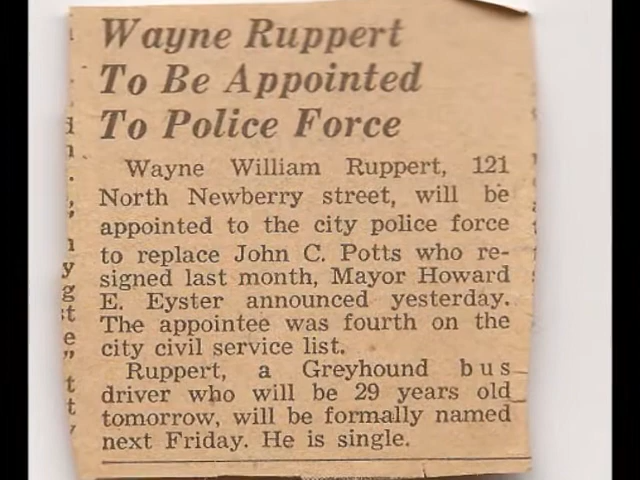 Wayne Ruppert
To Be Appointed
To Police Force
Wayne William Ruppert, 121
North Newberry street, will be
appointed to the city police force
to replace John C. Potts who re-
signed last month, Mayor Howard
E. Eyster announced yesterday.
The appointee was fourth on the
city civil service list.
Ruppert, a Greyhound bus
driver who will be 29 years old
tomorrow, will be formally named
next Friday. He is single.